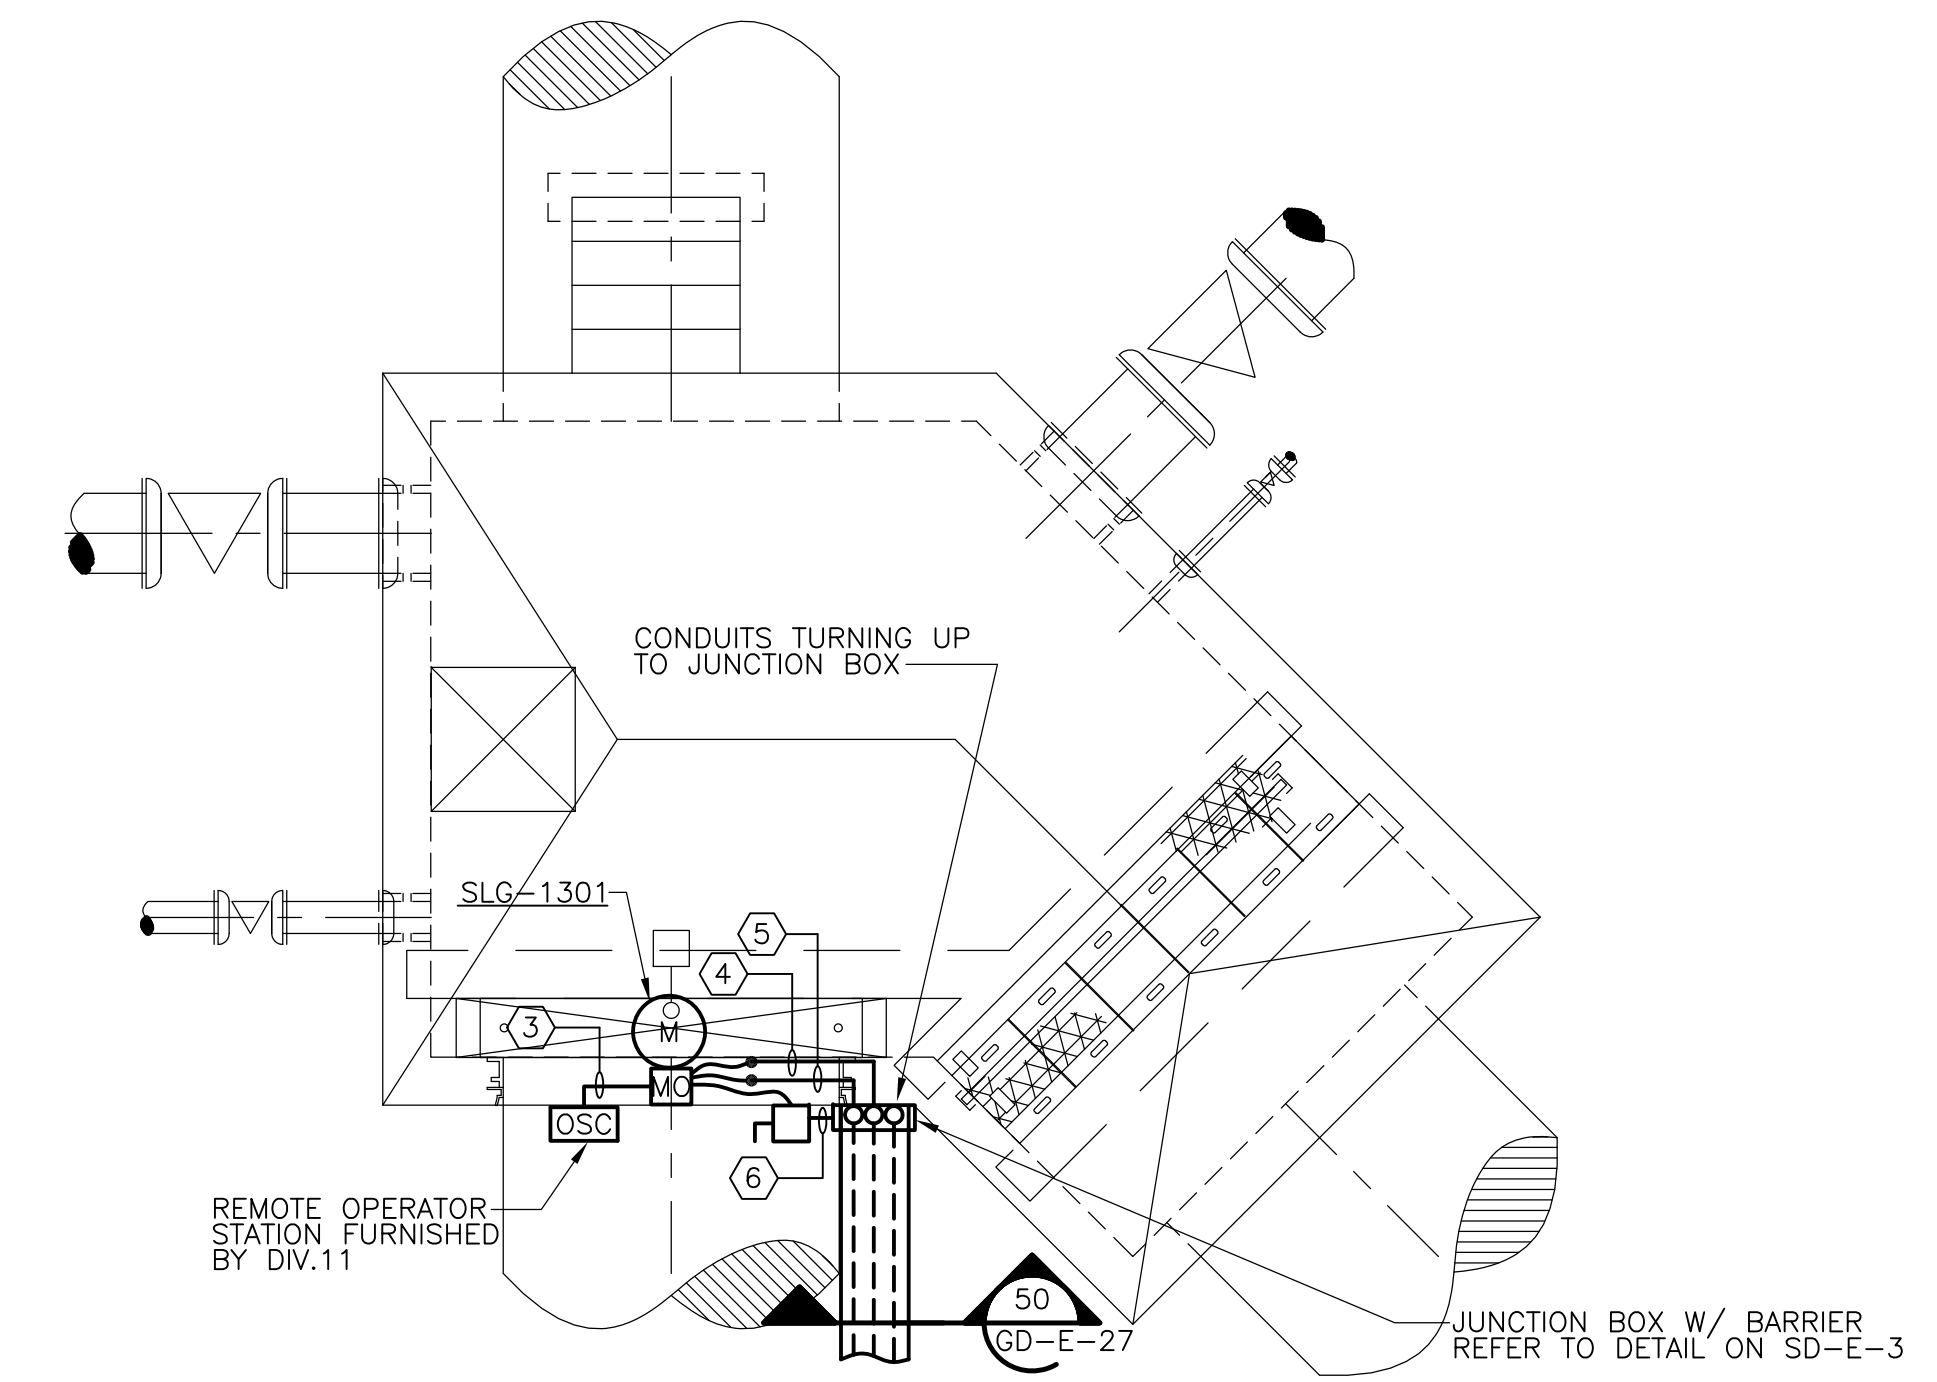 CONDUITS TURNING UP
TO JUNCTION BOX
SLG-1301
5
4
3
M
MO
OSC
6
REMOTE OPERATOR
STATION FURNISHED
BY DIV.11
50
GD-E-27
JUNCTION BOX W/ BARRIER
REFER TO DETAIL ON SD-E-3